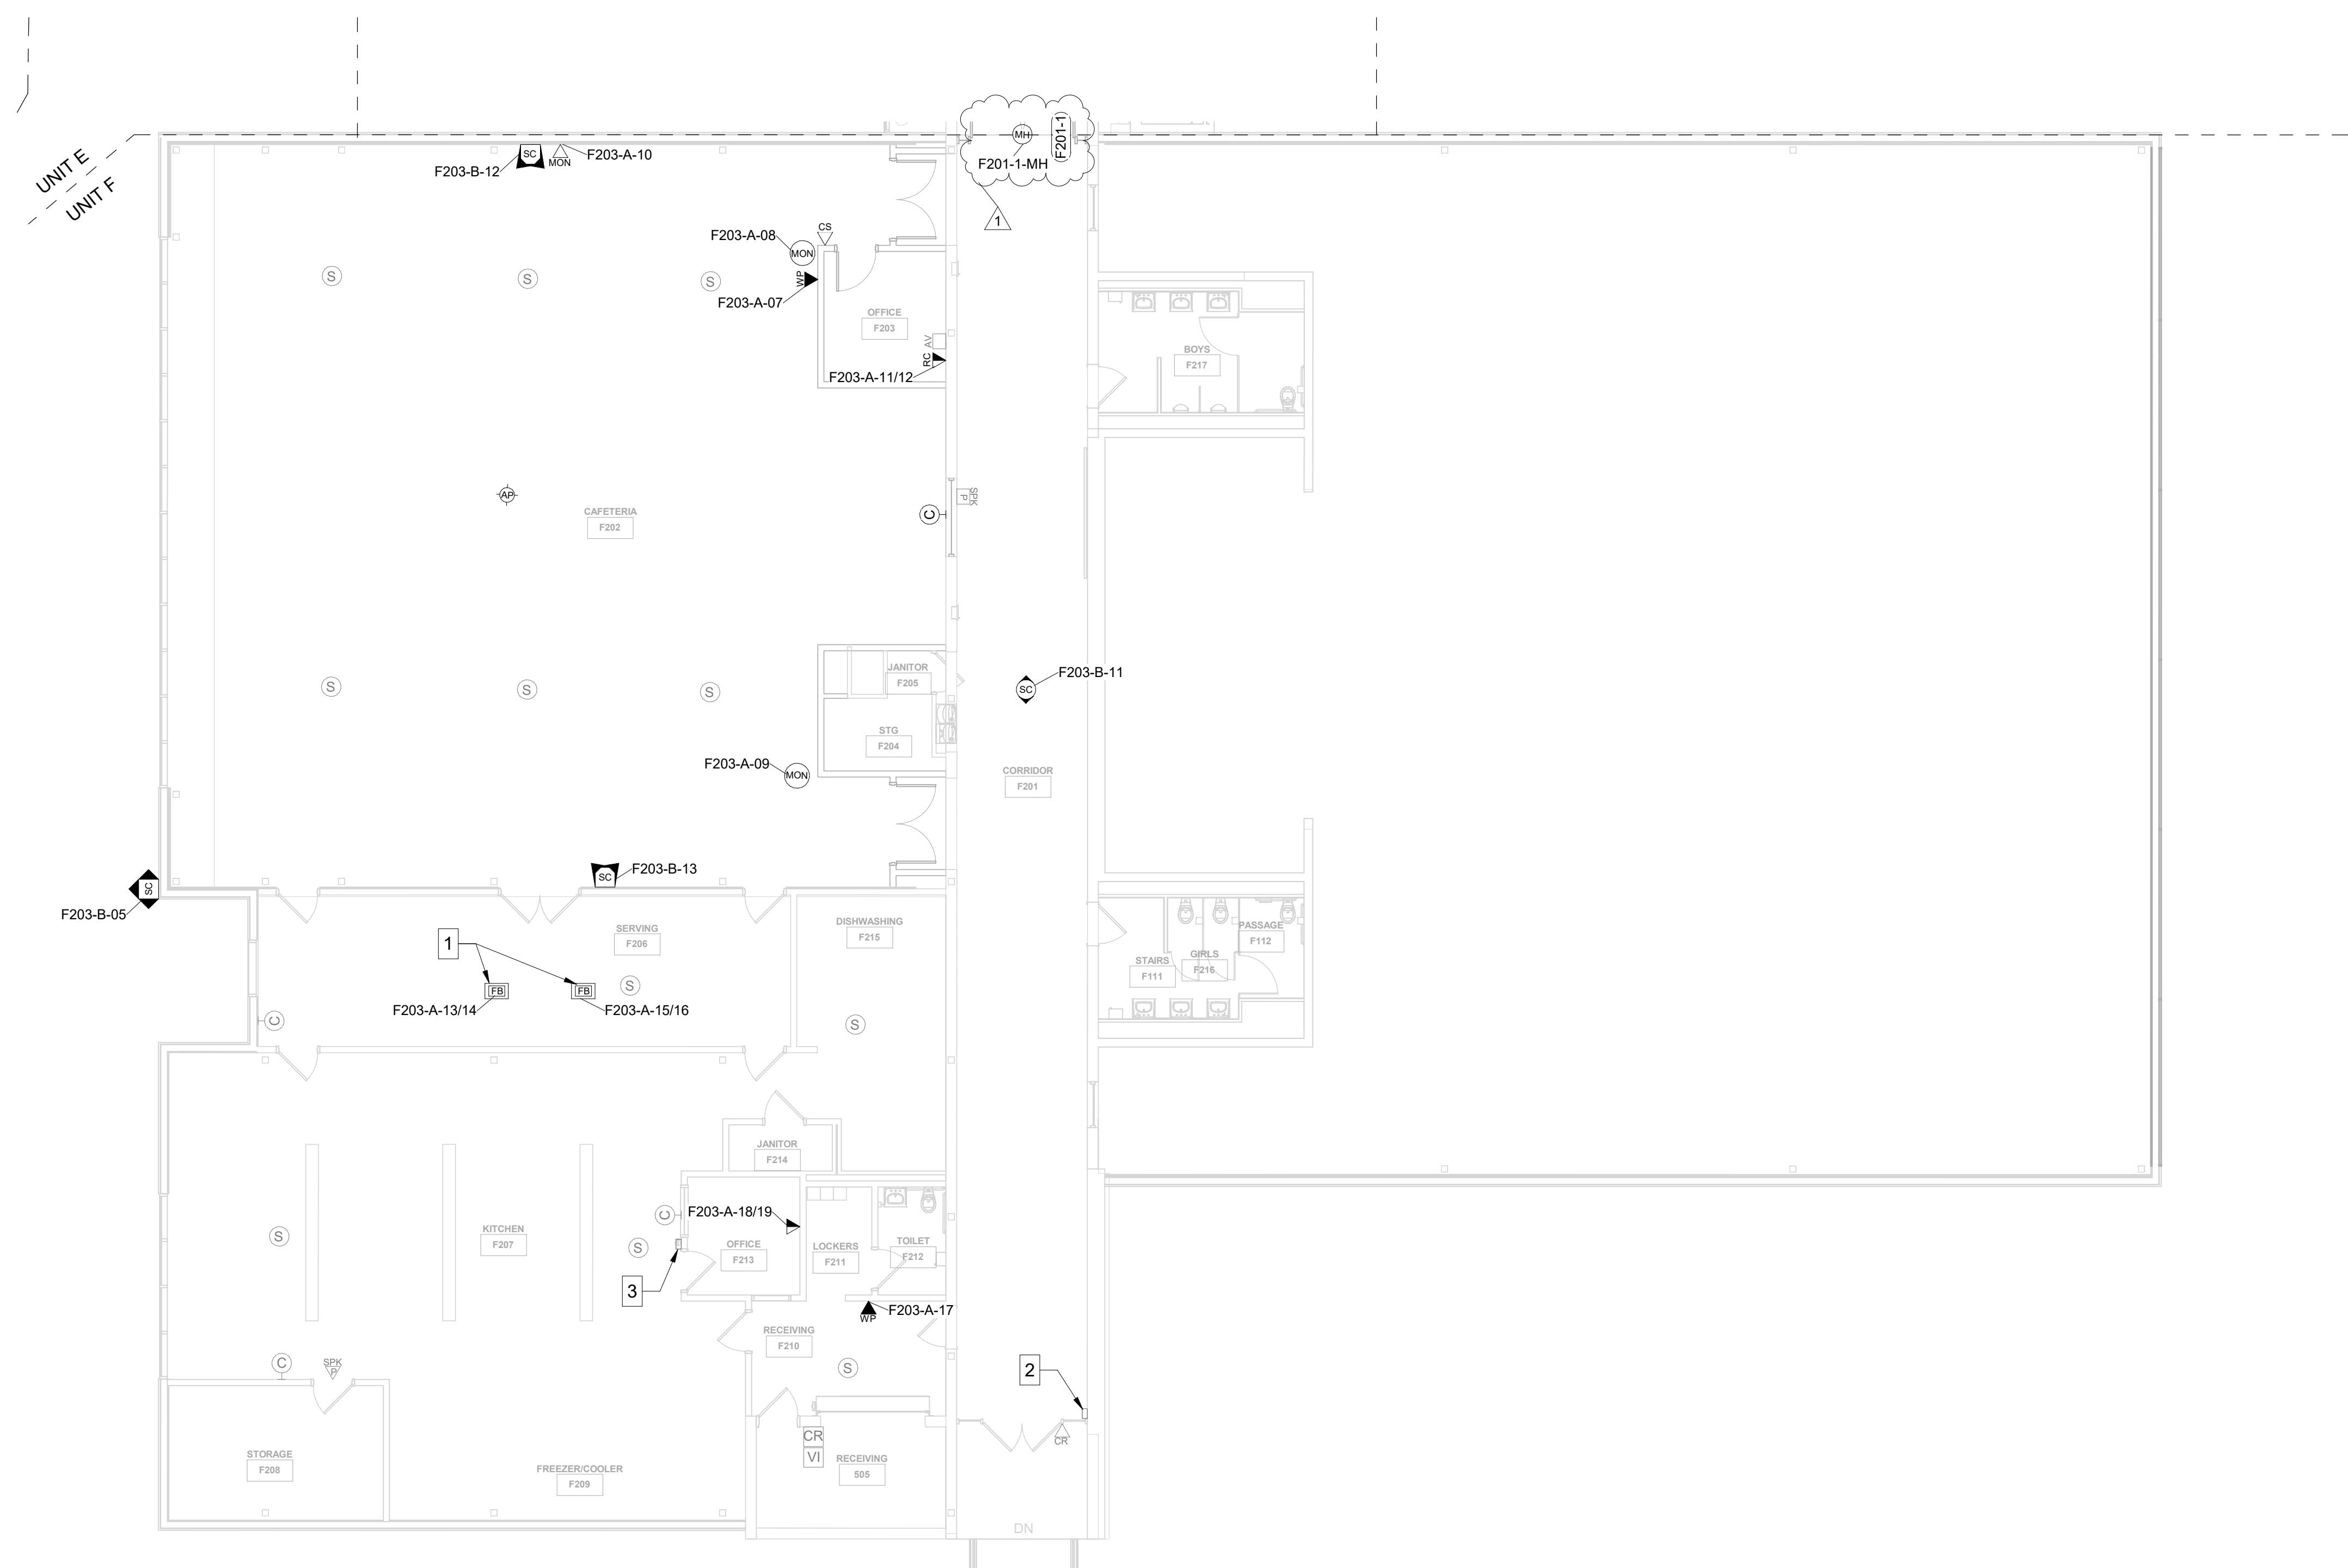 UNIT E
UNIT F
MH
F201-1
F201-1-MH
1
SC
F203-B-12
MON
F203-A-10
CS
F203-A-08
MON
WP
F203-A-07
S
S
S
OFFICE
F203
AV
RC
F203-A-11/12
BOYS
F217
AP
CAFETERIA
F202
C
P
SPK
JANITOR
F205
S
S
S
SC
F203-B-11
STG
F204
F203-A-09
MON
CORRIDOR
F201
SC
F203-B-13
SC
F203-B-05
SERVING
F206
DISHWASHING
F215
1
FB
F203-A-13/14
FB
F203-A-15/16
S
C
S
PASSAGE
F112
GIRLS
F216
STAIRS
F111
JANITOR
F214
F203-A-18/19
C
KITCHEN
F207
S
S
OFFICE
F213
LOCKERS
F211
TOILET
F212
3
WP
F203-A-17
RECEIVING
F210
S
C
SPK
P
2
CR
CR
VI
STORAGE
F208
FREEZER/COOLER
F209
RECEIVING
505
DN